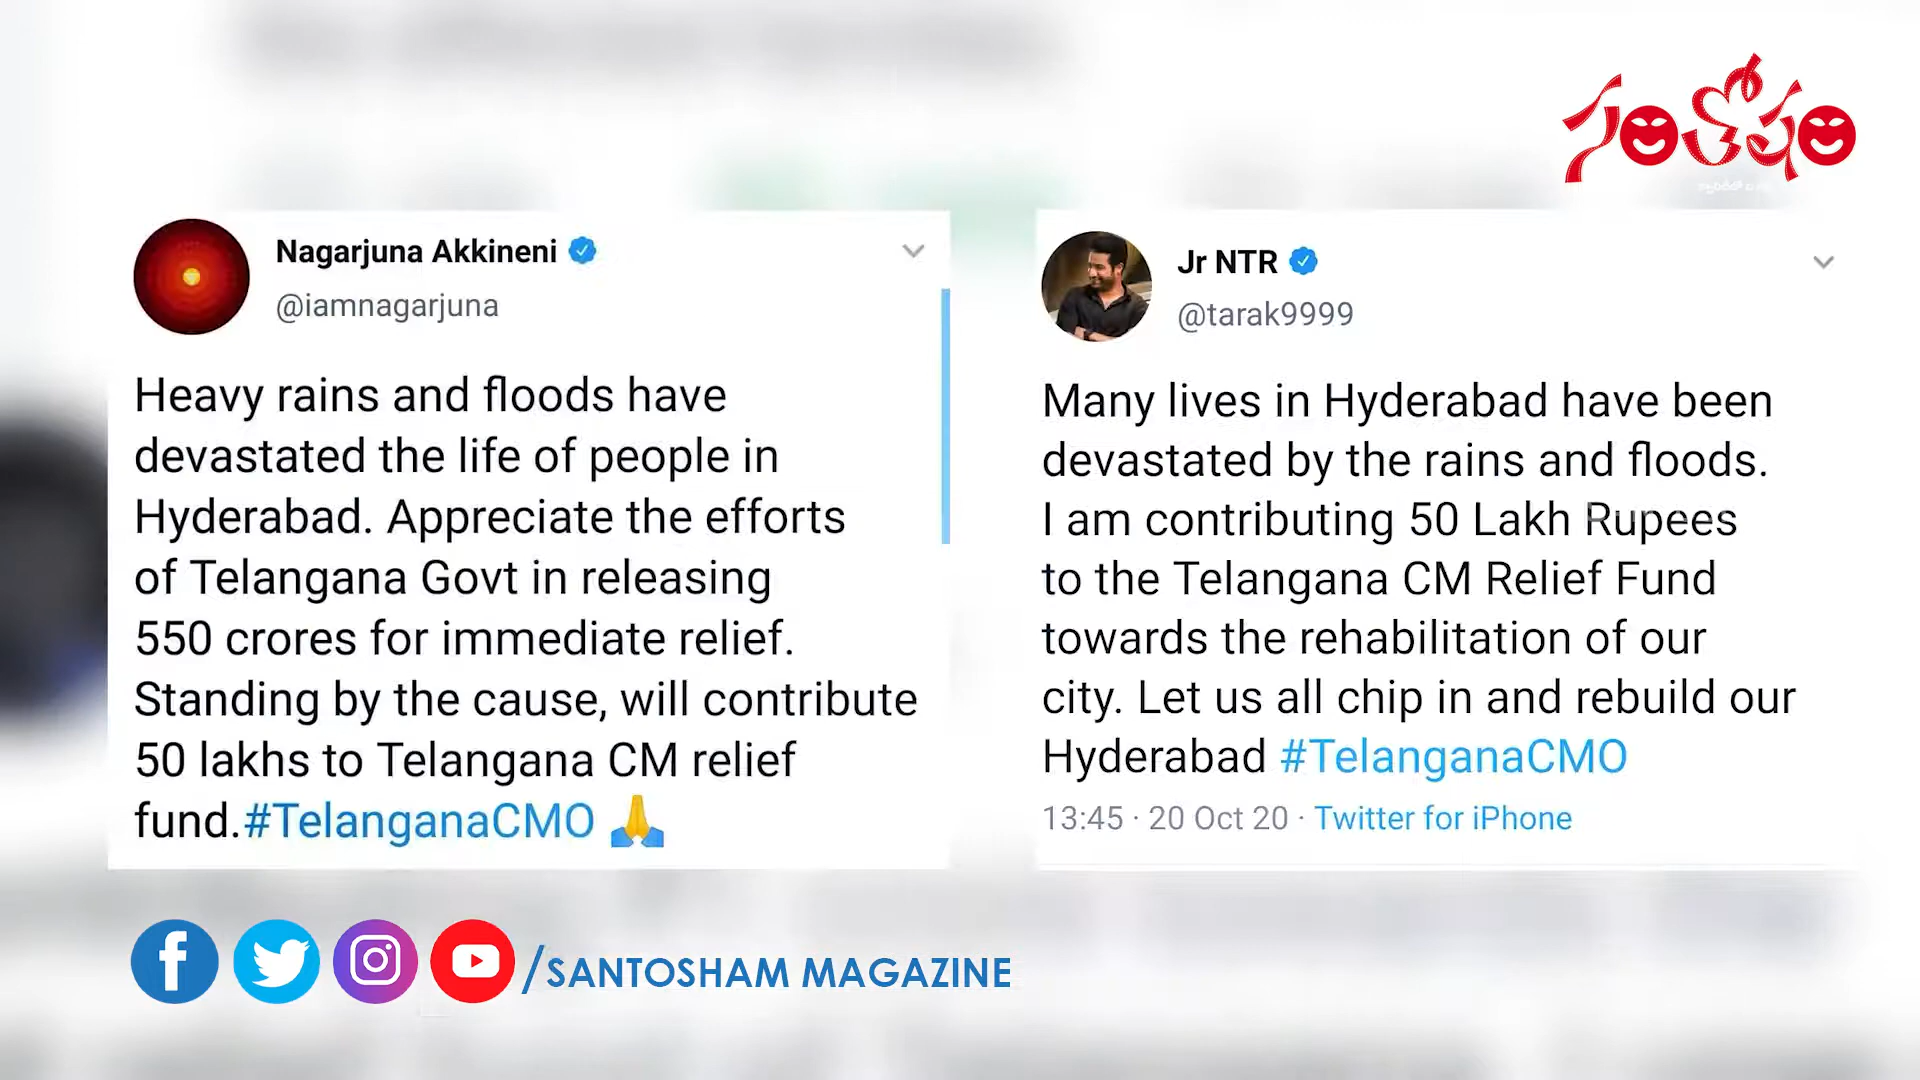 సంతోషం
Nagarjuna Akkineni
@iamnagarjuna
Heavy rains and floods have
devastated the life of people in
Hyderabad. Appreciate the efforts
of Telangana Govt in releasing
550 crores for immediate relief.
Standing by the cause, will contribute
50 lakhs to Telangana CM relief
fund.#TelanganaCMO 🙏
Jr NTR
@tarak9999
Many lives in Hyderabad have been
devastated by the rains and floods.
I am contributing 50 Lakh Rupees
to the Telangana CM Relief Fund
towards the rehabilitation of our
city. Let us all chip in and rebuild our
Hyderabad #TelanganaCMO
13:45 · 20 Oct 20 · Twitter for iPhone
/SANTOSHAM MAGAZINE